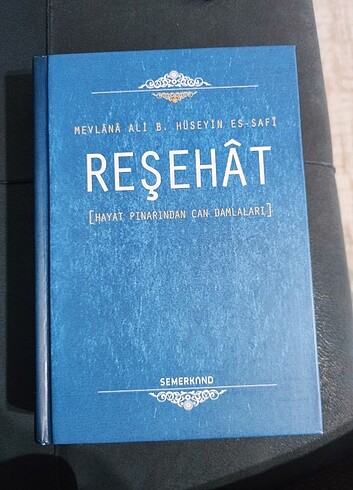 MEVLÂNÂ ALİ B. HÜSEYİN ES-SAFÎ
REŞEHÂT
[HAYAT PINARINDAN CAN DAMLALARI]
SEMERKAND